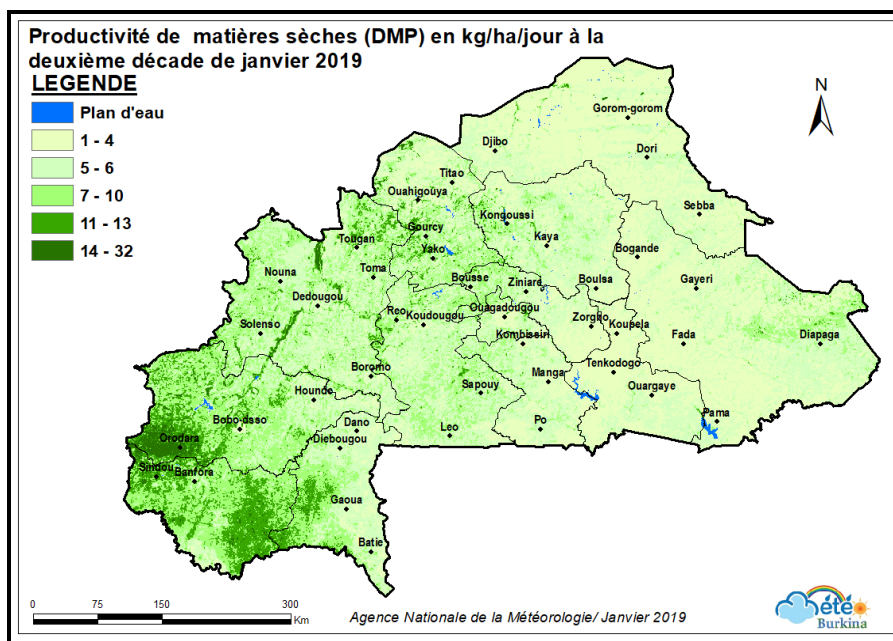 Productivité de  matières sèches (DMP) en kg/ha/jour à la
deuxième décade de janvier 2019
LEGENDE
Plan d'eau
1 - 4
5 - 6
7 - 10
11 - 13
14 - 32
N
Gorom-gorom
Djibo
Dori
Titao
Ouahigouya
Sebba
Kongoussi
Gourcy
Tougan
Kaya
Yako
Bogande
Nouna
Toma
Bousse
Ziniare
Boulsa
Gayeri
Dedougou
Reo
Koudougou
Ouagadougou
Zorgho
Koupela
Solenso
Kombissiri
Fada
Diapaga
Boromo
Tenkodogo
Manga
Ouargaye
Sapouy
Hounde
Bobo-dsso
Dano
Leo
Po
Pama
Orodara
Diebougou
Sindou
Banfora
Gaoua
Batie
0 75 150 300
Km
Agence Nationale de la Météorologie/ Janvier 2019
météo
Burkina